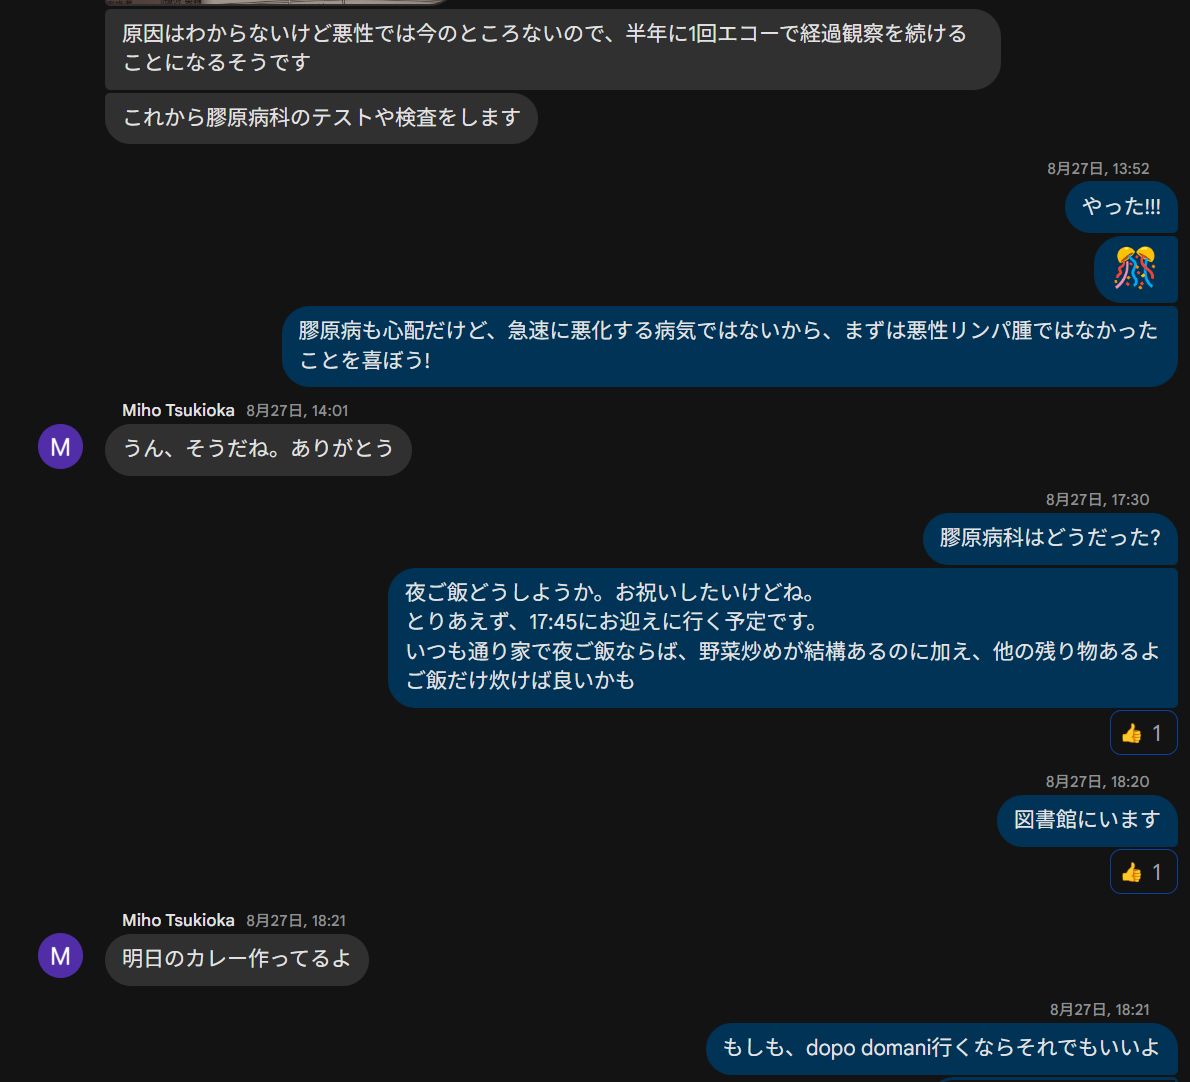 原因はわからないけど悪性では今のところないので、半年に1回エコーで経過観察を続ける
ことになるそうです
これから膠原病科のテストや検査をします
8月27日, 13:52
やった!!!
🎊
膠原病も心配だけど、急速に悪化する病気ではないから、まずは悪性リンパ腫ではなかった
ことを喜ぼう!
Miho Tsukioka 8月27日, 14:01
M
うん、そうだね。ありがとう
8月27日, 17:30
膠原病科はどうだった?
夜ご飯どうしようか。お祝いしたいけどね。
とりあえず、17:45にお迎えに行く予定です。
いつも通り家で夜ご飯ならば、野菜炒めが結構あるのに加え、他の残り物あるよ
ご飯だけ炊けば良いかも
👍 1
8月27日, 18:20
図書館にいます
👍 1
Miho Tsukioka 8月27日, 18:21
M
明日のカレー作ってるよ
8月27日, 18:21
もしも、dopo domani行くならそれでもいいよ